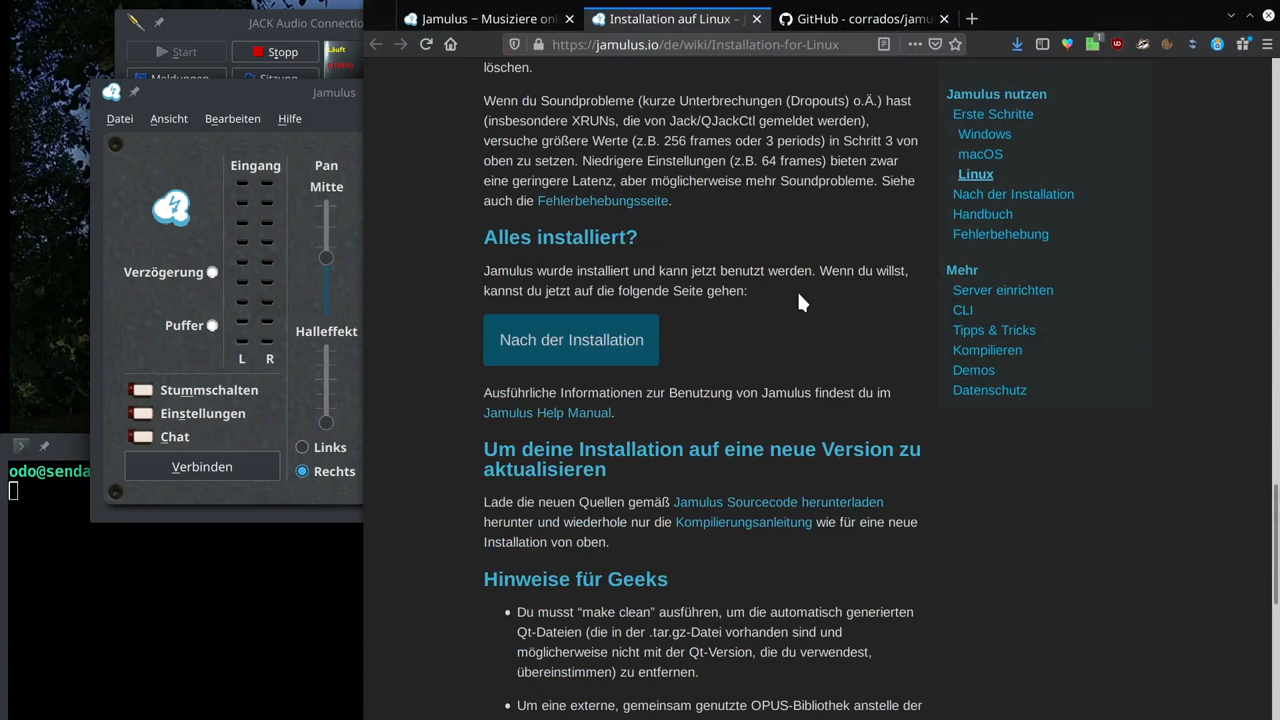 JACK Audio Connectio
Start
Stopp
Läuft
Meldungen
Sitzung
Jamulus
Datei
Ansicht
Bearbeiten
Hilfe
Eingang
Pan
Mitte
Verzögerung
Puffer
Halleffekt
L
R
Stummschalten
Einstellungen
Chat
Links
Rechts
Verbinden
odo@senda
Jamulus – Musiziere onl
Installation auf Linux – J
GitHub - corrados/jamu
https://jamulus.io/de/wiki/Installation-for-Linux
1
löschen.
Wenn du Soundprobleme (kurze Unterbrechungen (Dropouts) o.Ä.) hast
(insbesondere XRUNs, die von Jack/QJackCtl gemeldet werden),
versuche größere Werte (z.B. 256 frames oder 3 periods) in Schritt 3 von
oben zu setzen. Niedrigere Einstellungen (z.B. 64 frames) bieten zwar
eine geringere Latenz, aber möglicherweise mehr Soundprobleme. Siehe
auch die Fehlerbehebungsseite.
Alles installiert?
Jamulus wurde installiert und kann jetzt benutzt werden. Wenn du willst,
kannst du jetzt auf die folgende Seite gehen:
Nach der Installation
Ausführliche Informationen zur Benutzung von Jamulus findest du im
Jamulus Help Manual.
Um deine Installation auf eine neue Version zu
aktualisieren
Lade die neuen Quellen gemäß Jamulus Sourcecode herunterladen
herunter und wiederhole nur die Kompilierungsanleitung wie für eine neue
Installation von oben.
Hinweise für Geeks
• Du musst “make clean” ausführen, um die automatisch generierten
Qt-Dateien (die in der .tar.gz-Datei vorhanden sind und
möglicherweise nicht mit der Qt-Version, die du verwendest,
übereinstimmen) zu entfernen.
• Um eine externe, gemeinsam genutzte OPUS-Bibliothek anstelle der
Jamulus nutzen
Erste Schritte
Windows
macOS
Linux
Nach der Installation
Handbuch
Fehlerbehebung
Mehr
Server einrichten
CLI
Tipps & Tricks
Kompilieren
Demos
Datenschutz